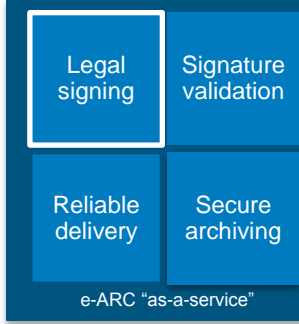 Legal
signing
Signature
validation
Reliable
delivery
Secure
archiving
e-ARC “as-a-service”